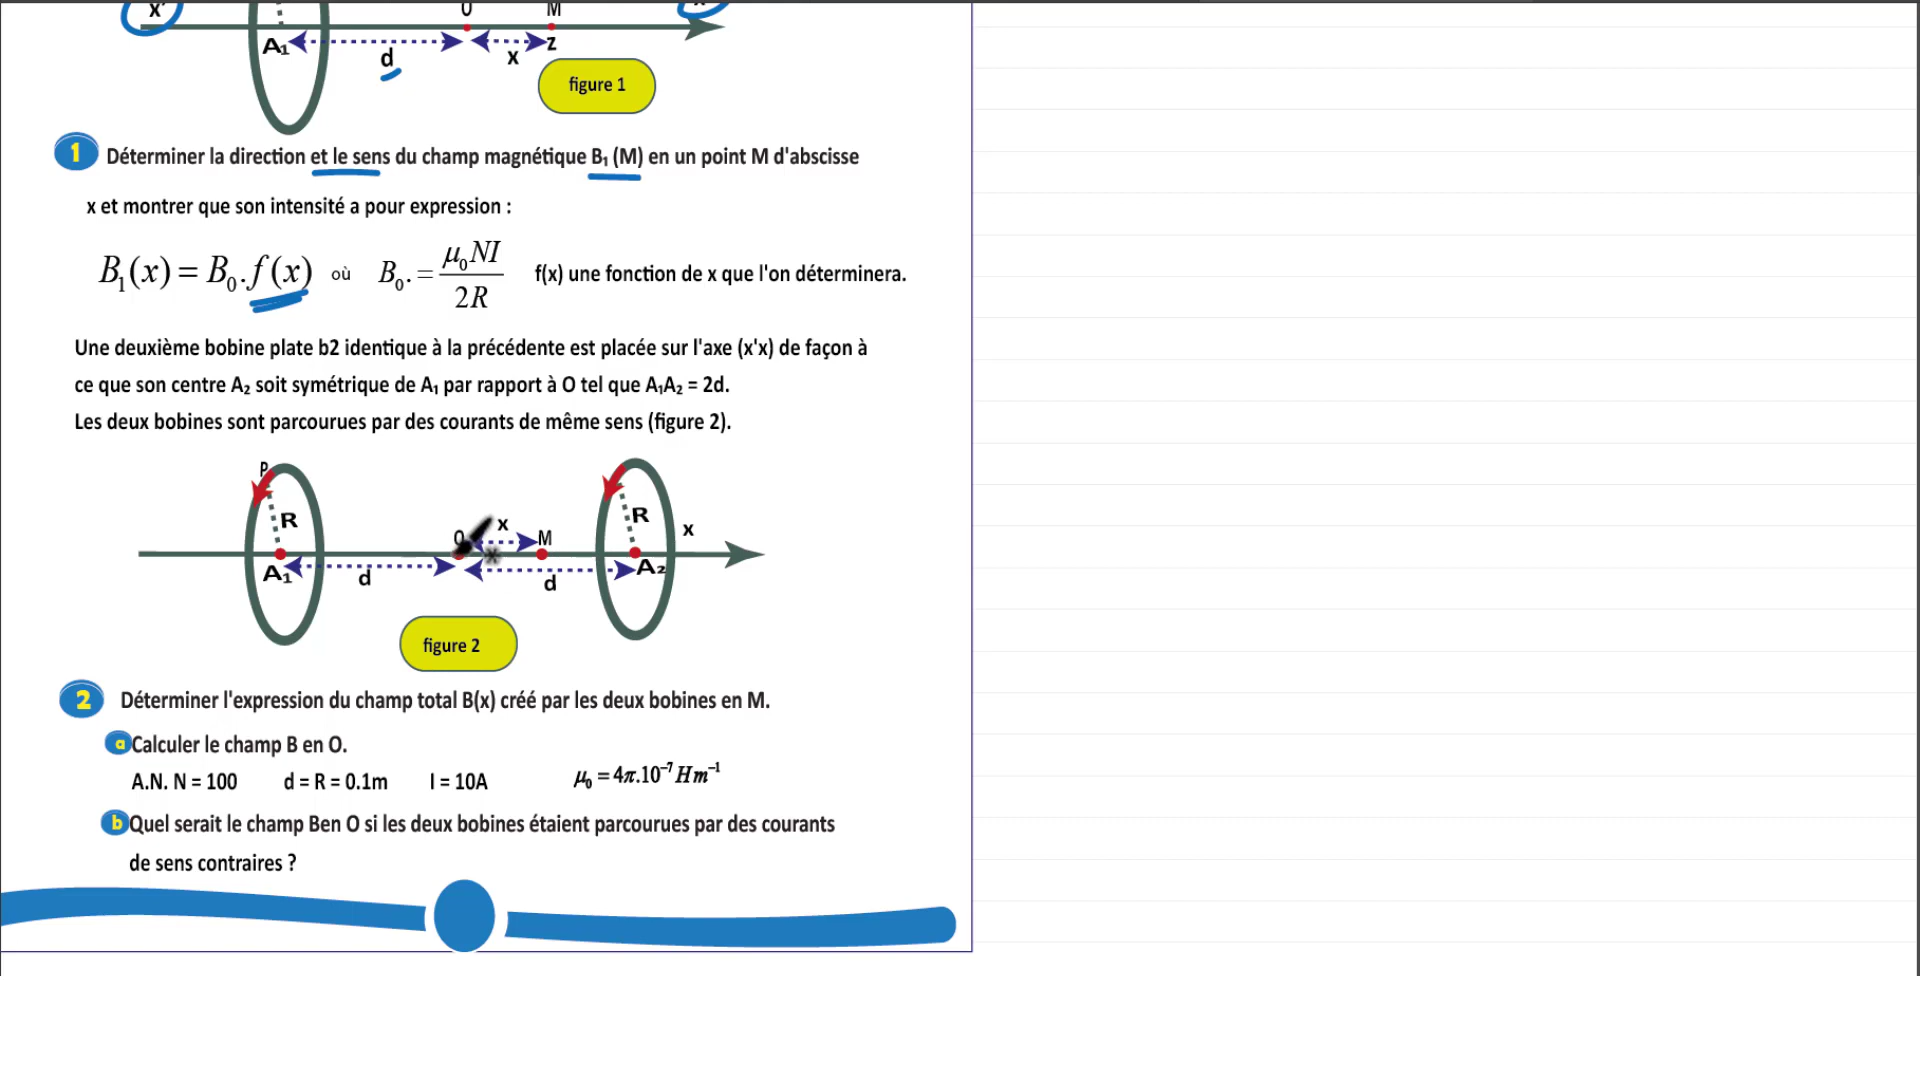 x'
O M
A₁ d x z
figure 1
1 Déterminer la direction et le sens du champ magnétique B₁ (M) en un point M d'abscisse
x et montrer que son intensité a pour expression :
B₁(x) = B₀.f(x) où B₀. = μ₀NI / 2R f(x) une fonction de x que l'on déterminera.
Une deuxième bobine plate b2 identique à la précédente est placée sur l'axe (x'x) de façon à
ce que son centre A₂ soit symétrique de A₁ par rapport à O tel que A₁A₂ = 2d.
Les deux bobines sont parcourues par des courants de même sens (figure 2).
P
R x R x
O M
A₁ d d A₂
figure 2
2 Déterminer l'expression du champ total B(x) créé par les deux bobines en M.
a Calculer le champ B en O.
A.N. N = 100 d = R = 0.1m I = 10A μ₀ = 4π.10⁻⁷ Hm⁻¹
b Quel serait le champ Ben O si les deux bobines étaient parcourues par des courants
de sens contraires ?